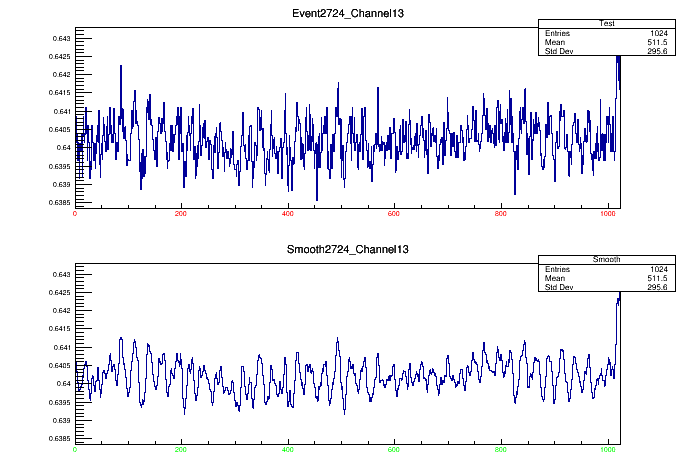 Event2724_Channel13
Test
Entries 1024
Mean 511.5
Std Dev 295.6
0.643
0.6425
0.642
0.6415
0.641
0.6405
0.64
0.6395
0.639
0.6385
0 200 400 600 800 1000
Smooth2724_Channel13
Smooth
Entries 1024
Mean 511.5
Std Dev 295.6
0.643
0.6425
0.642
0.6415
0.641
0.6405
0.64
0.6395
0.639
0.6385
0 200 400 600 800 1000